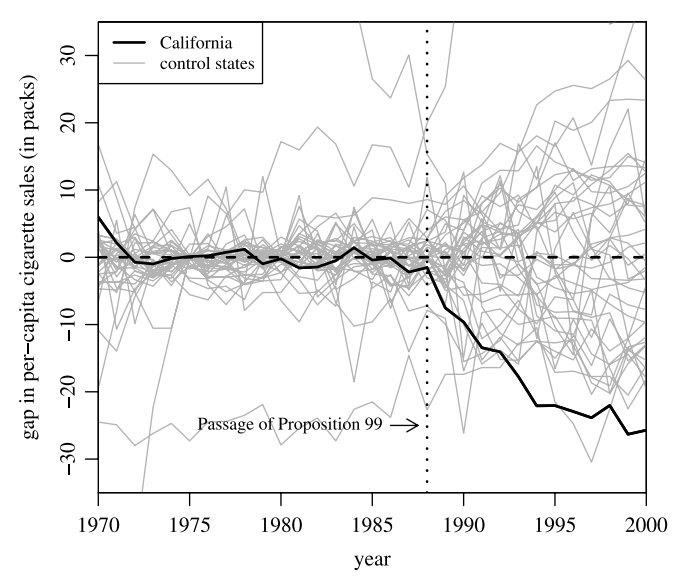 California
control states
gap in per−capita cigarette sales (in packs)
30
20
10
0
−10
−20
−30
Passage of Proposition 99
1970 1975 1980 1985 1990 1995 2000
year